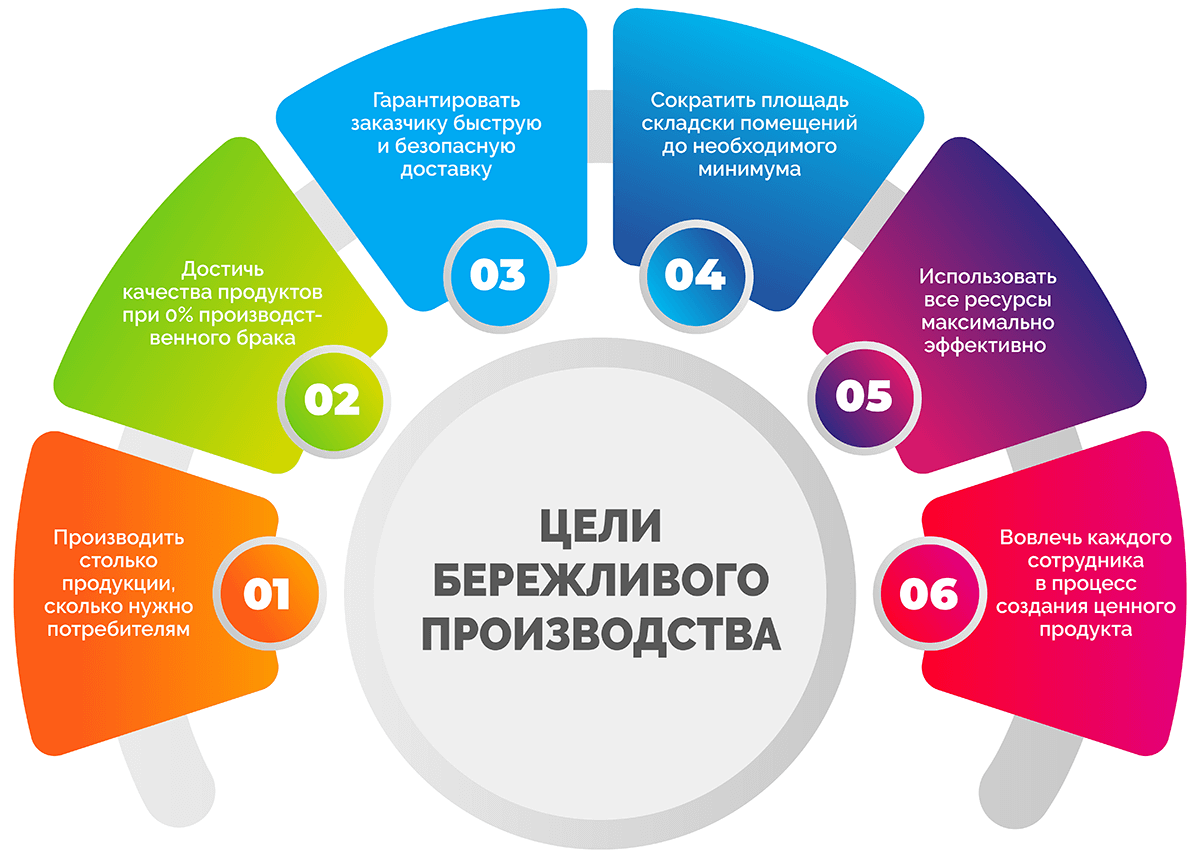 ЦЕЛИ
БЕРЕЖЛИВОГО
ПРОИЗВОДСТВА
Производить
столько
продукции,
сколько нужно
потребителям
01
Достичь
качества продуктов
при 0% производст-
венного брака
02
Гарантировать
заказчику быструю
и безопасную
доставку
03
Сократить площадь
складски помещений
до необходимого
минимума
04
Использовать
все ресурсы
максимально
эффективно
05
Вовлечь каждого
сотрудника
в процесс
создания ценного
продукта
06